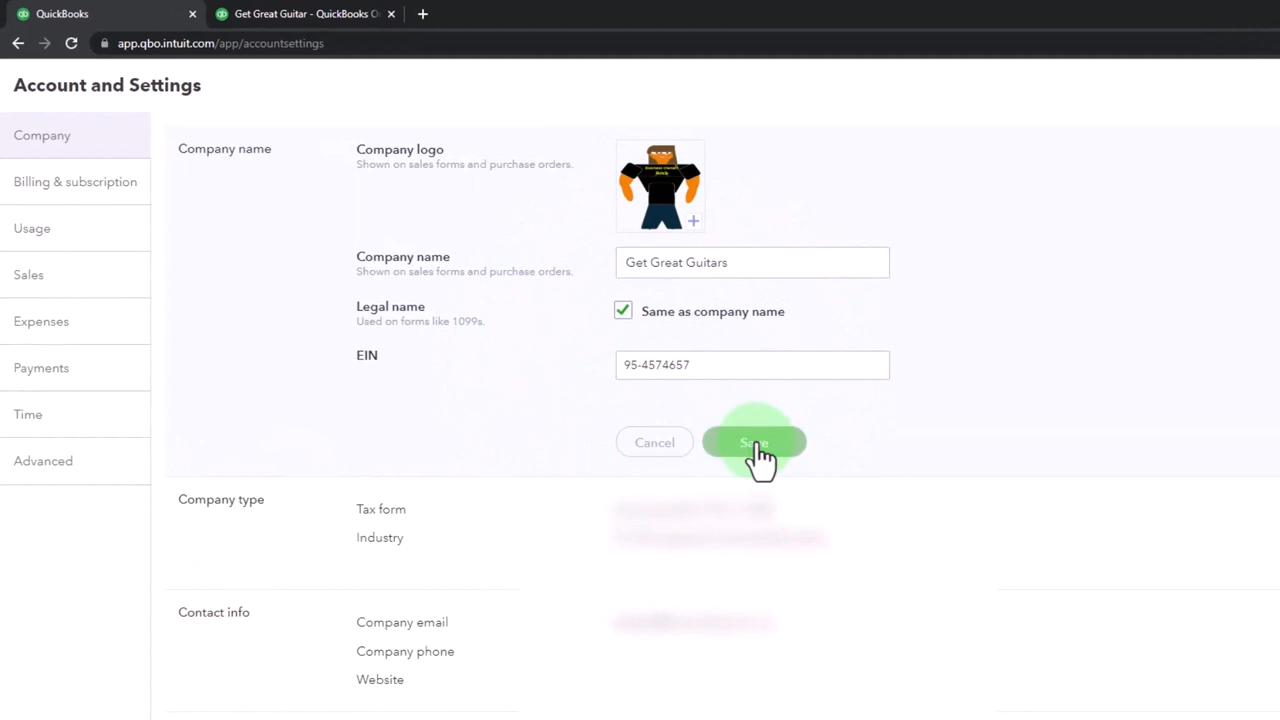 QuickBooks
Get Great Guitar - QuickBooks O
app.qbo.intuit.com/app/accountsettings
Account and Settings
Company
Billing & subscription
Usage
Sales
Expenses
Payments
Time
Advanced
Company name
Company logo
Shown on sales forms and purchase orders.
Company name
Shown on sales forms and purchase orders.
Get Great Guitars
Legal name
Used on forms like 1099s.
Same as company name
EIN
95-4574657
Cancel
Save
Company type
Tax form
Industry
Contact info
Company email
Company phone
Website